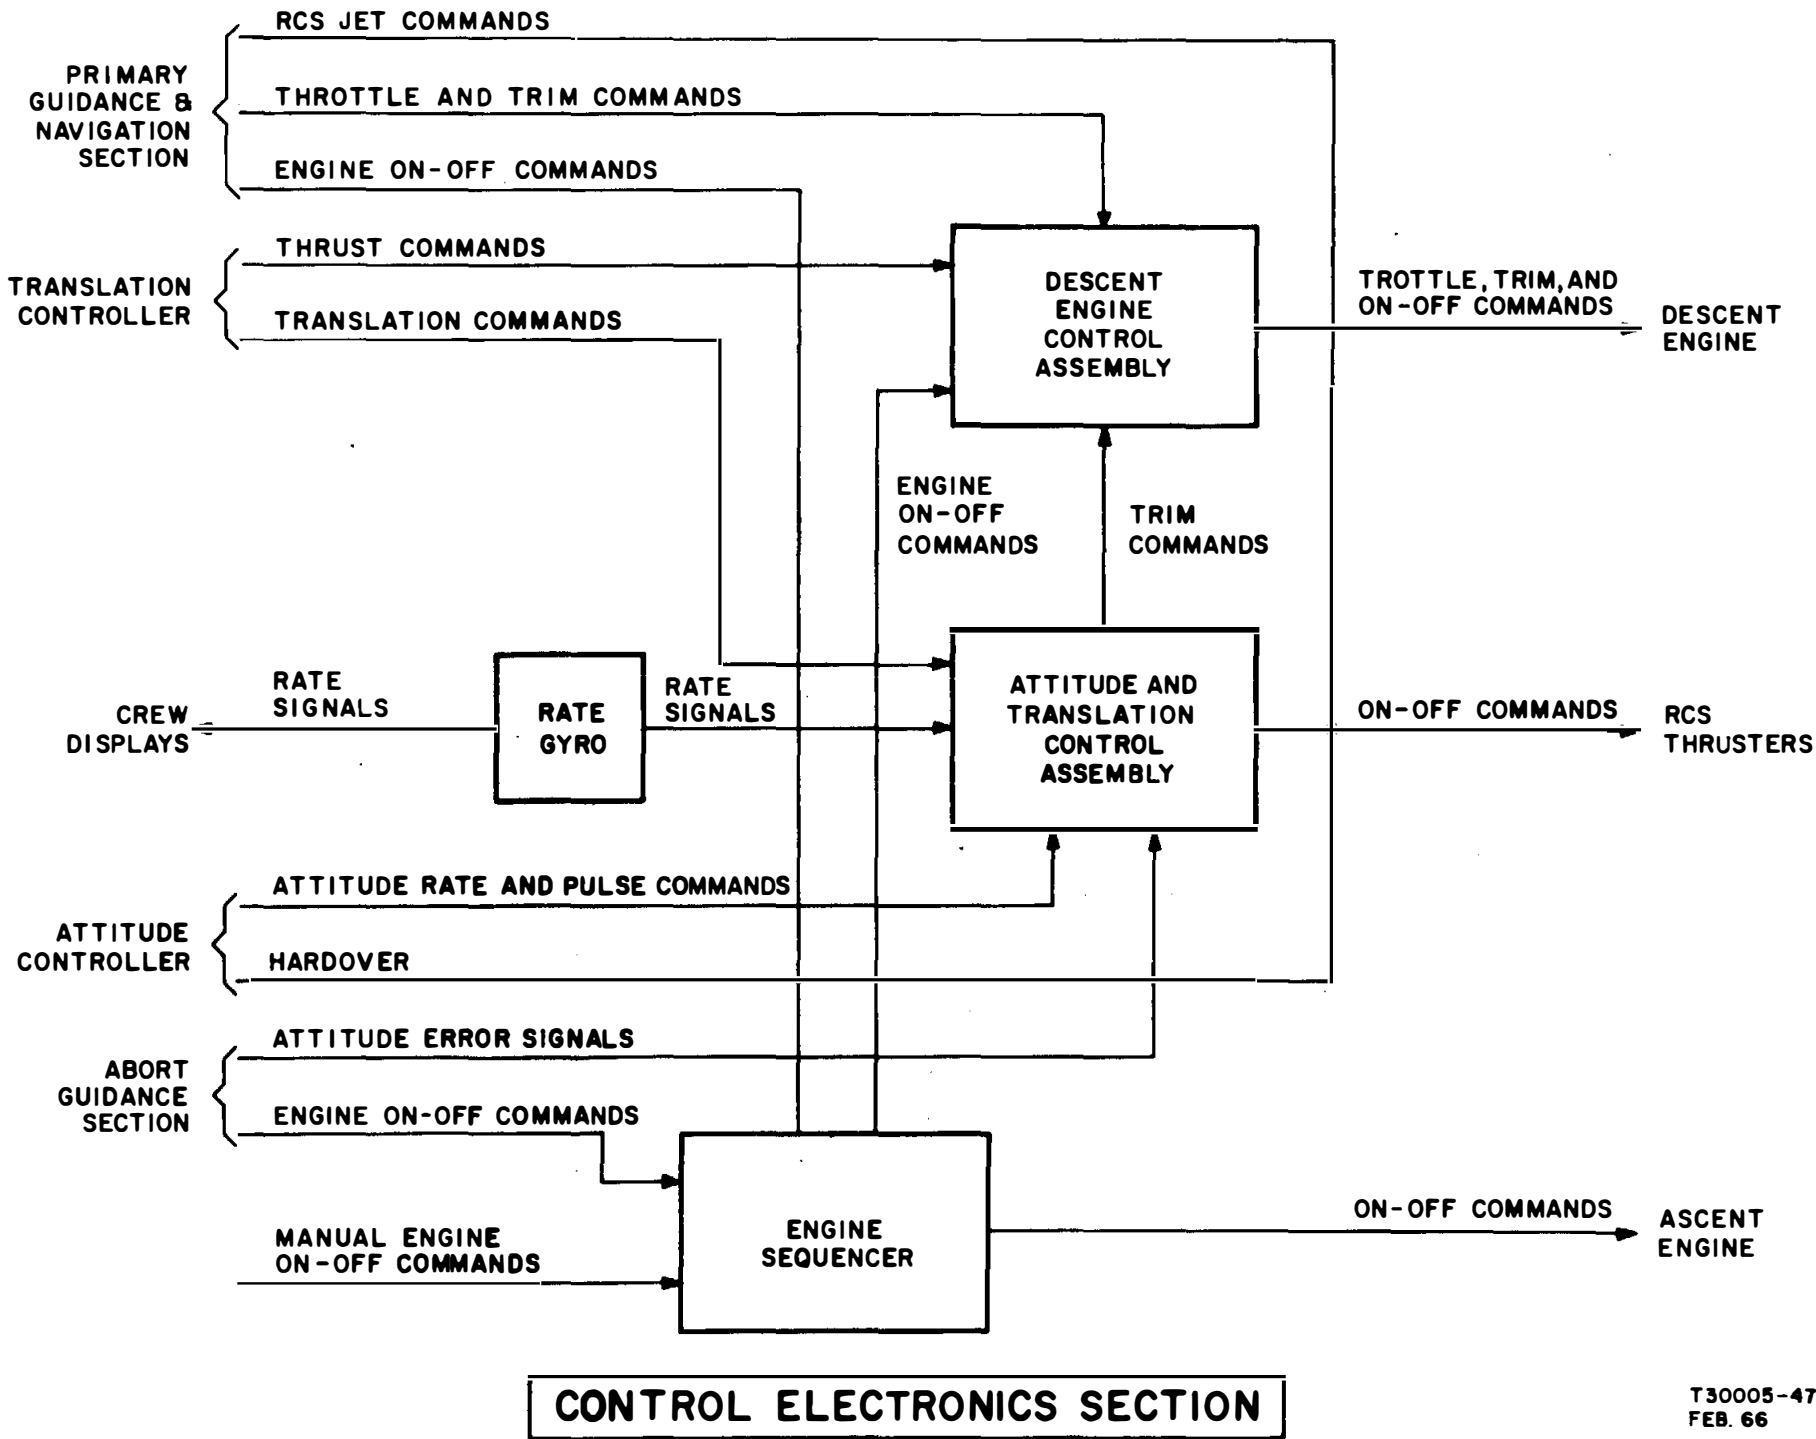 RCS JET COMMANDS
PRIMARY
GUIDANCE &
NAVIGATION
SECTION
THROTTLE AND TRIM COMMANDS
ENGINE ON-OFF COMMANDS
TRANSLATION
CONTROLLER
THRUST COMMANDS
TRANSLATION COMMANDS
DESCENT
ENGINE
CONTROL
ASSEMBLY
TROTTLE, TRIM, AND
ON-OFF COMMANDS
DESCENT
ENGINE
ENGINE
ON-OFF
COMMANDS
TRIM
COMMANDS
CREW
DISPLAYS
RATE
SIGNALS
RATE
GYRO
RATE
SIGNALS
ATTITUDE AND
TRANSLATION
CONTROL
ASSEMBLY
ON-OFF COMMANDS
RCS
THRUSTERS
ATTITUDE
CONTROLLER
ATTITUDE RATE AND PULSE COMMANDS
HARDOVER
ABORT
GUIDANCE
SECTION
ATTITUDE ERROR SIGNALS
ENGINE ON-OFF COMMANDS
MANUAL ENGINE
ON-OFF COMMANDS
ENGINE
SEQUENCER
ON-OFF COMMANDS
ASCENT
ENGINE
CONTROL ELECTRONICS SECTION
T30005-47
FEB. 66